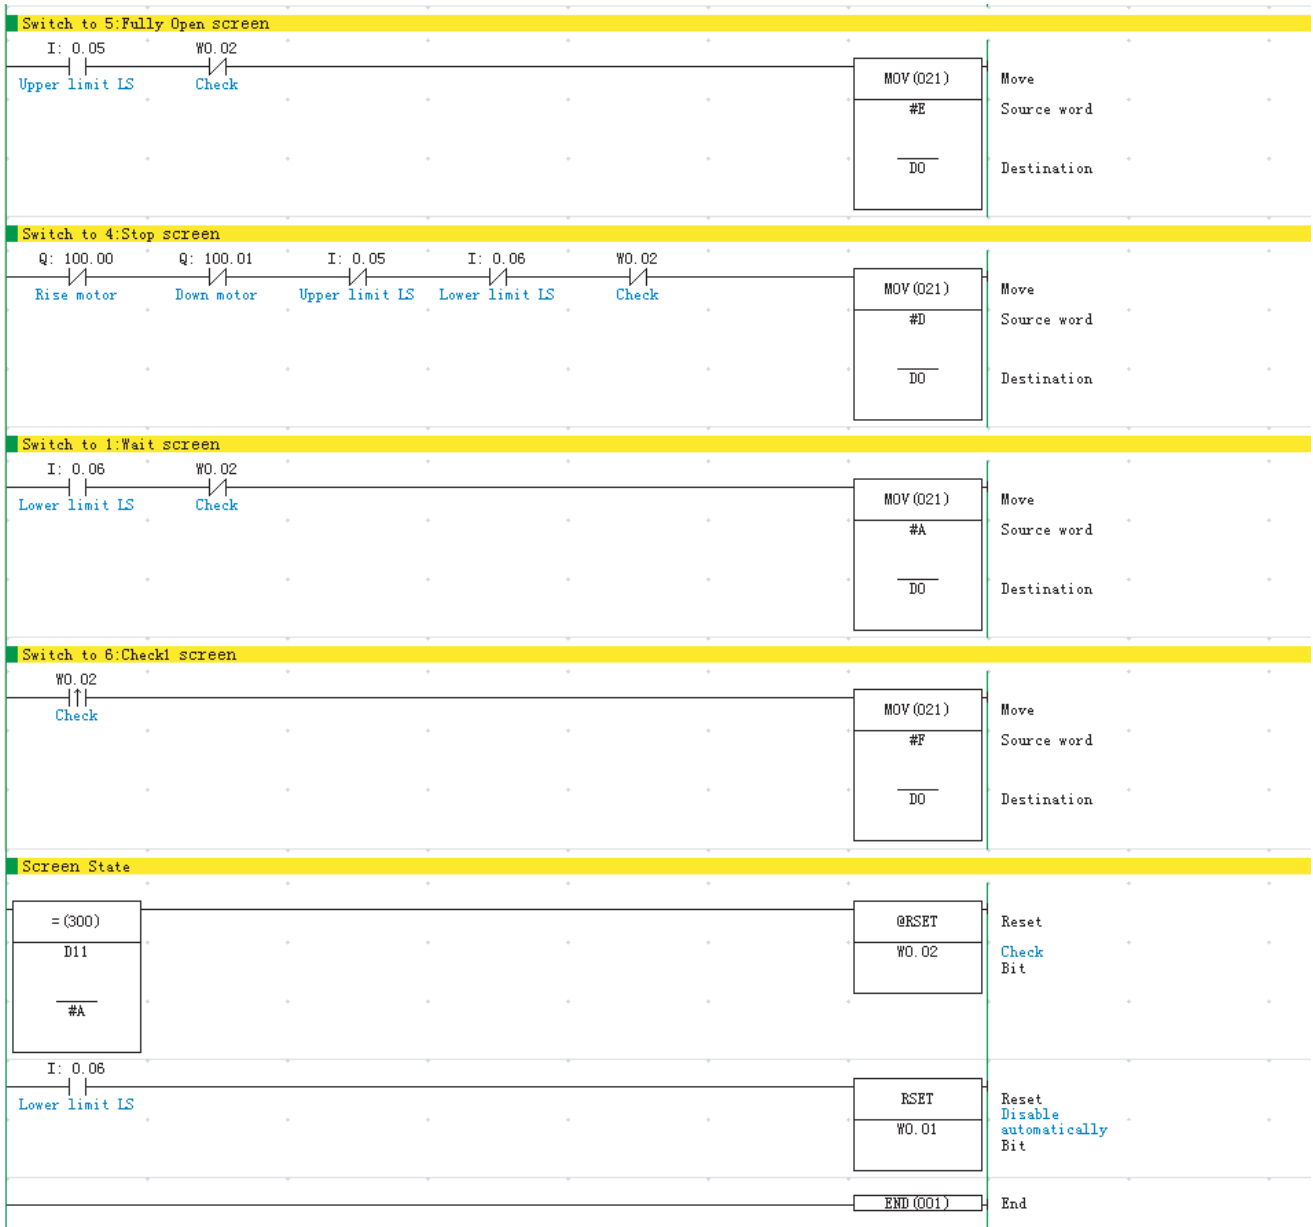 Switch to 5:Fully Open screen
I: 0.05 W0.02
Upper limit LS Check
MOV(021) Move
#E Source word
D0 Destination
Switch to 4:Stop screen
Q: 100.00 Q: 100.01 I: 0.05 I: 0.06 W0.02
Rise motor Down motor Upper limit LS Lower limit LS Check
MOV(021) Move
#D Source word
D0 Destination
Switch to 1:Wait screen
I: 0.06 W0.02
Lower limit LS Check
MOV(021) Move
#A Source word
D0 Destination
Switch to 6:Check1 screen
W0.02
Check
MOV(021) Move
#F Source word
D0 Destination
Screen State
=(300) @RSET Reset
D11 W0.02 Check
Bit
#A
I: 0.06
Lower limit LS
RSET Reset
Disable
W0.01 automatically
Bit
END(001) End